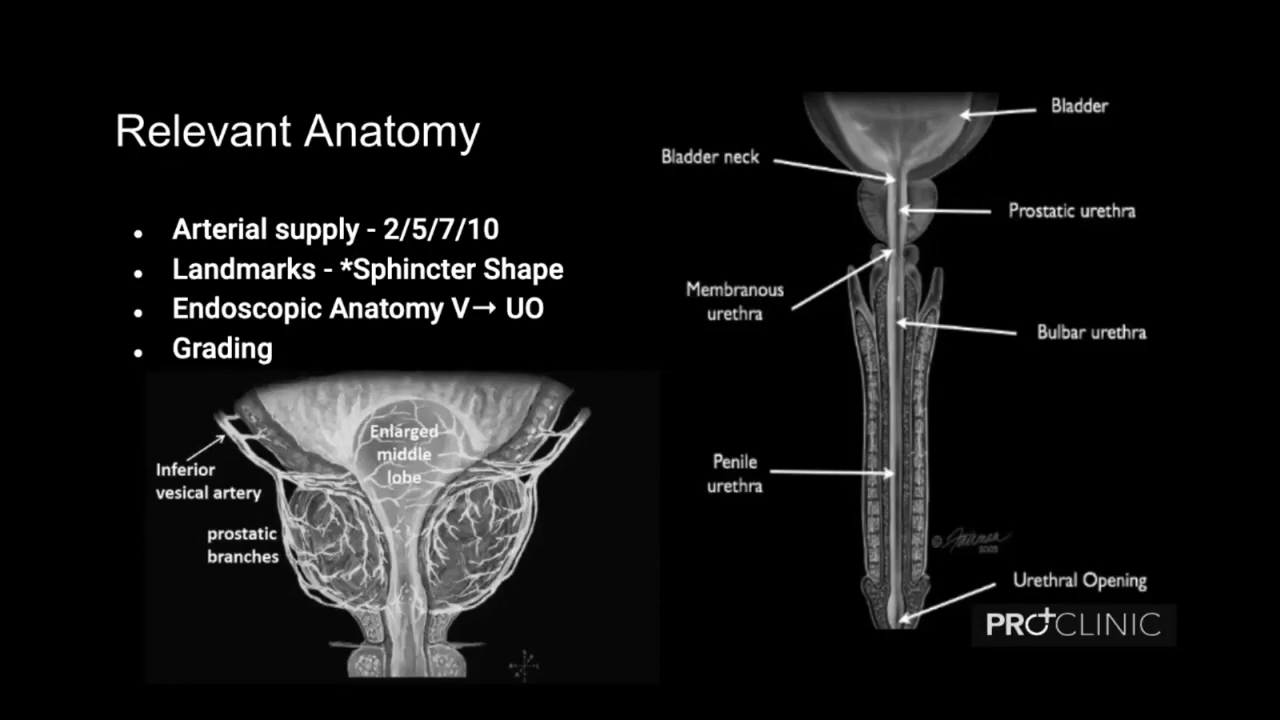 Relevant Anatomy
• Arterial supply - 2/5/7/10
• Landmarks - *Sphincter Shape
• Endoscopic Anatomy V→ UO
• Grading
Enlarged
middle
lobe
Inferior
vesical artery
prostatic
branches
Bladder
Bladder neck
Prostatic urethra
Membranous
urethra
Bulbar urethra
Penile
urethra
Urethral Opening
PROCLINIC